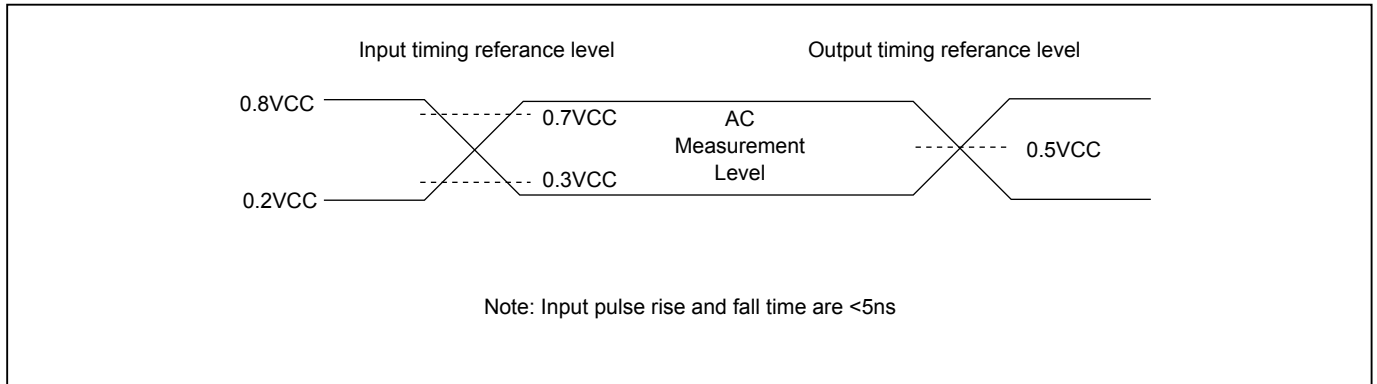 Input timing referance level
Output timing referance level
0.8VCC
0.7VCC
AC
Measurement
Level
0.5VCC
0.3VCC
0.2VCC
Note: Input pulse rise and fall time are <5ns